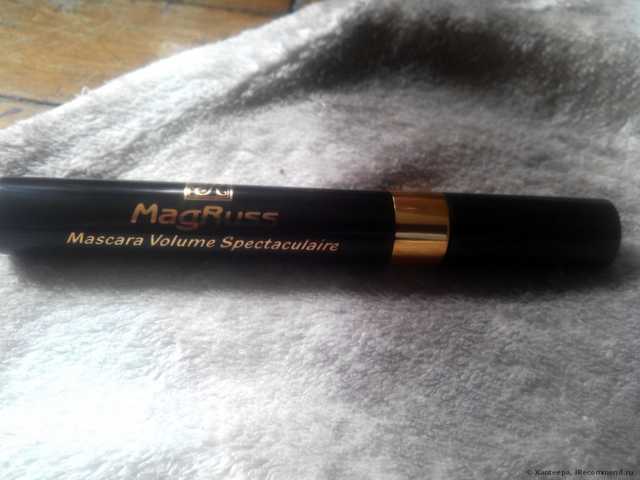 MagRuss
Mascara Volume Spectaculaire
© Xanteepa, iRecommend.ru